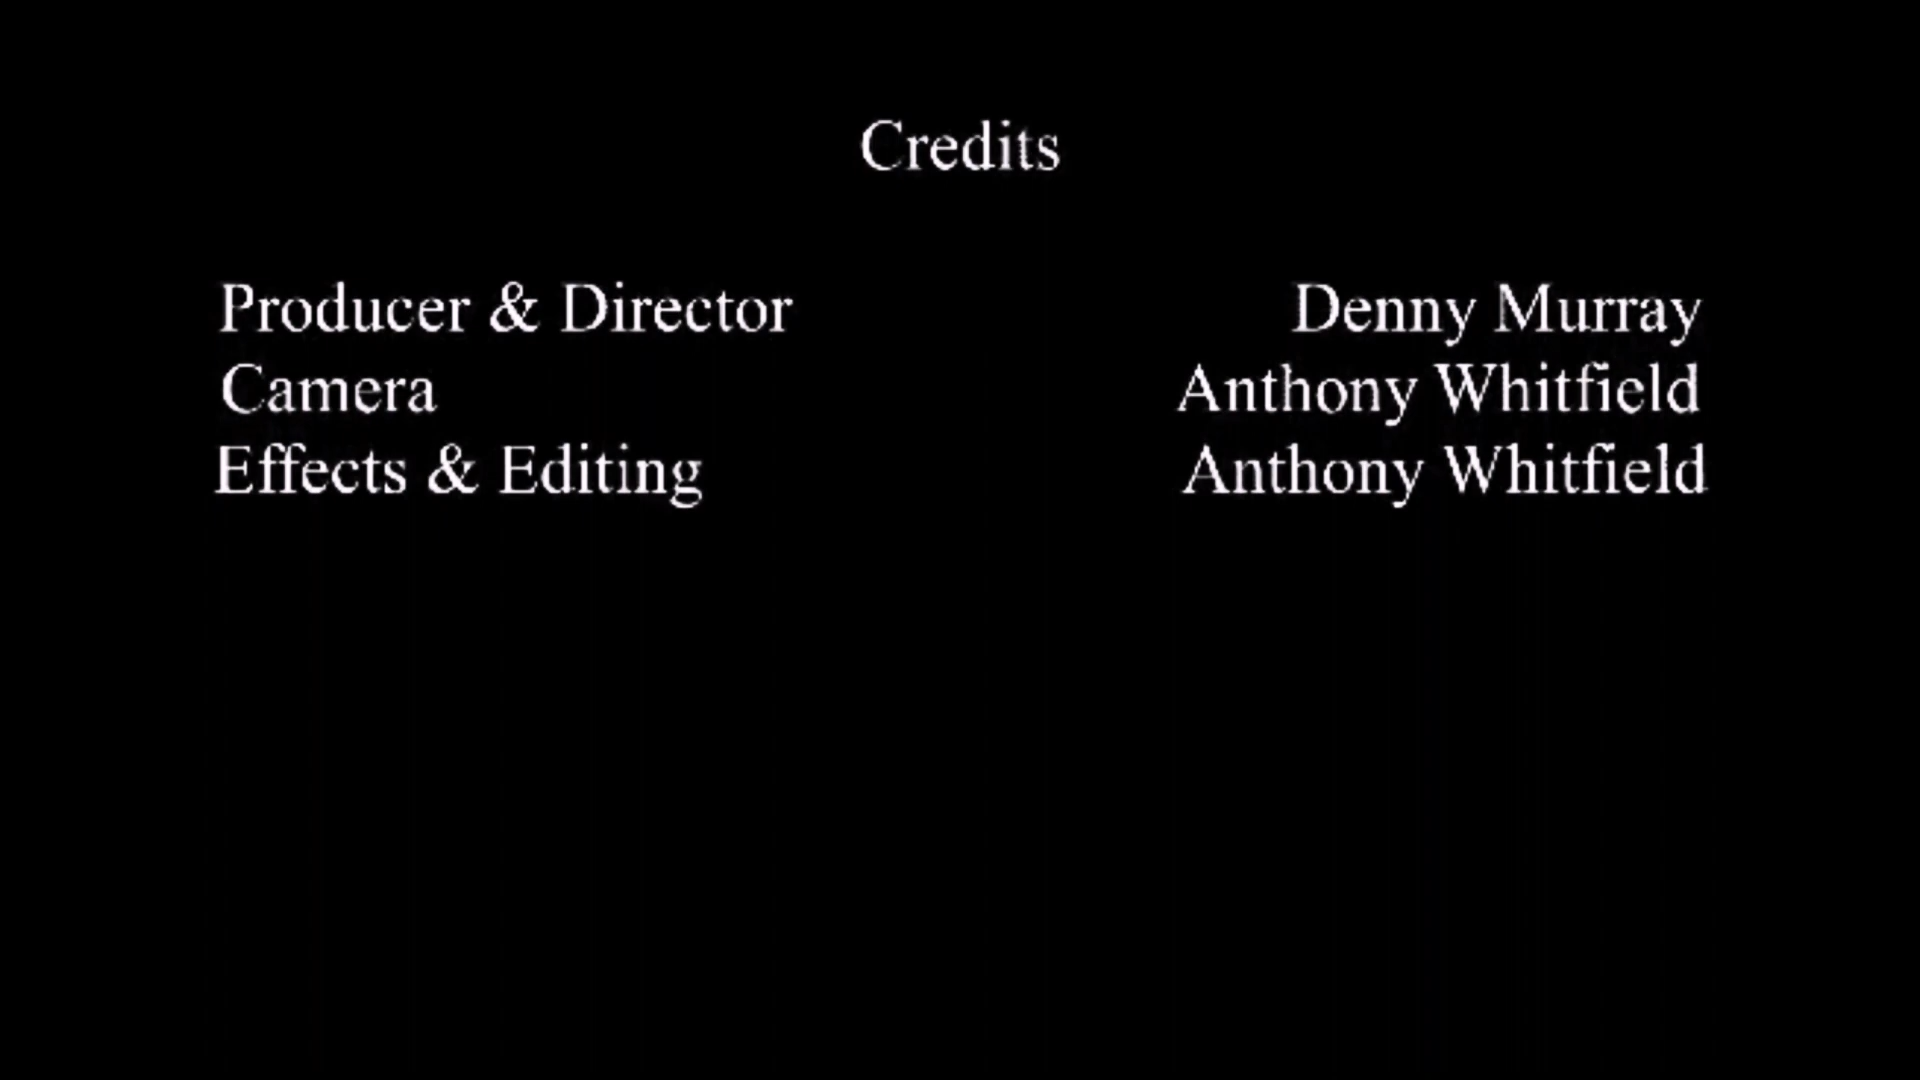 Credits
Producer & Director Denny Murray
Camera Anthony Whitfield
Effects & Editing Anthony Whitfield